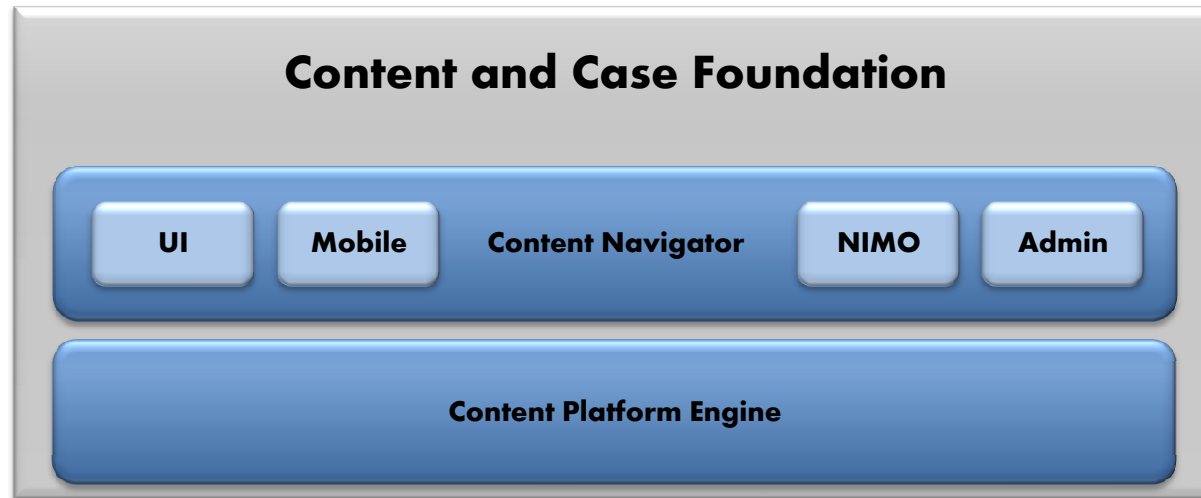 Content and Case Foundation
UI
Mobile
Content Navigator
NIMO
Admin
Content Platform Engine